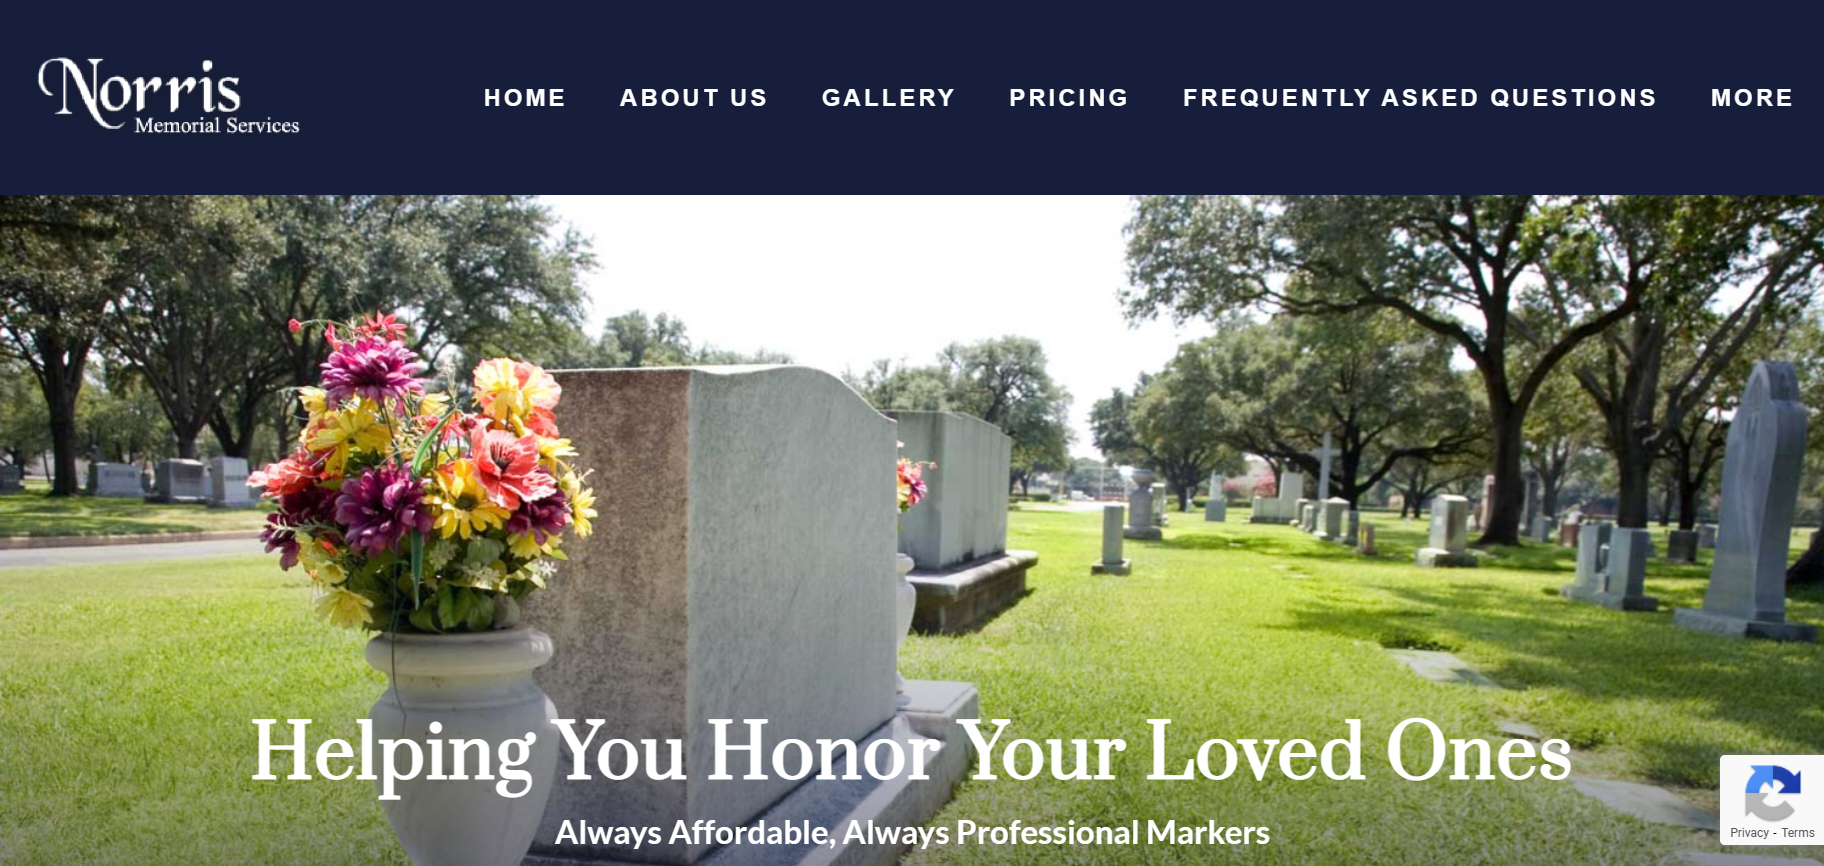 Norris
Memorial Services
HOME ABOUT US GALLERY PRICING FREQUENTLY ASKED QUESTIONS MORE
Helping You Honor Your Loved Ones
Always Affordable, Always Professional Markers
Privacy - Terms